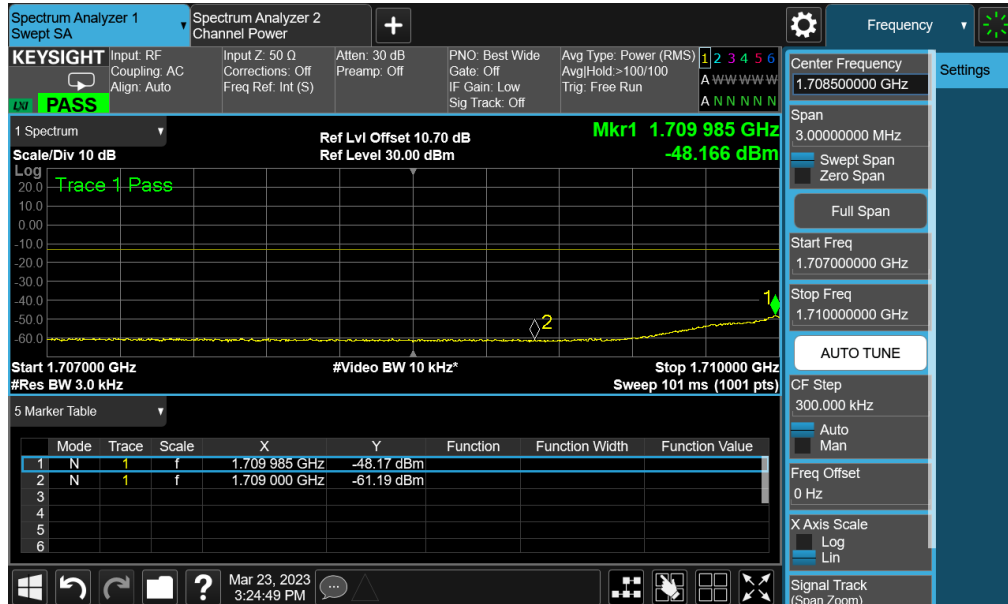 Spectrum Analyzer 1
Swept SA
Spectrum Analyzer 2
Channel Power
Frequency
KEYSIGHT
Input: RF
Coupling: AC
Align: Auto
Input Z: 50 Ω
Corrections: Off
Freq Ref: Int (S)
Atten: 30 dB
Preamp: Off
PNO: Best Wide
Gate: Off
IF Gain: Low
Sig Track: Off
Avg Type: Power (RMS)
Avg|Hold:>100/100
Trig: Free Run
1 2 3 4 5 6
A W W W W W
A N N N N N
LXI PASS
1 Spectrum
Scale/Div 10 dB
Ref Lvl Offset 10.70 dB
Ref Level 30.00 dBm
Mkr1 1.709 985 GHz
-48.166 dBm
Log
Trace 1 Pass
20.0
10.0
0.00
-10.0
-20.0
-30.0
-40.0
-50.0
-60.0
1
2
Start 1.707000 GHz
#Res BW 3.0 kHz
#Video BW 10 kHz*
Stop 1.710000 GHz
Sweep 101 ms (1001 pts)
5 Marker Table
Mode Trace Scale X Y Function Function Width Function Value
1 N 1 f 1.709 985 GHz -48.17 dBm
2 N 1 f 1.709 000 GHz -61.19 dBm
3
4
5
6
?
Mar 23, 2023
3:24:49 PM
Center Frequency
1.708500000 GHz
Settings
Span
3.00000000 MHz
Swept Span
Zero Span
Full Span
Start Freq
1.707000000 GHz
Stop Freq
1.710000000 GHz
AUTO TUNE
CF Step
300.000 kHz
Auto
Man
Freq Offset
0 Hz
X Axis Scale
Log
Lin
Signal Track
(Span Zoom)